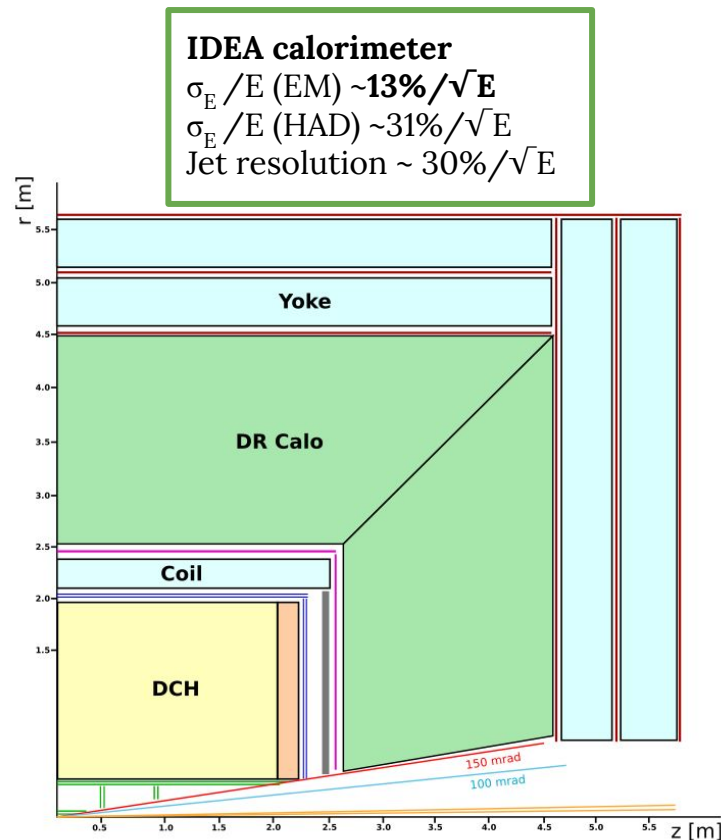 IDEA calorimeter
σ_E /E (EM) ~13%/√E
σ_E /E (HAD) ~31%/√E
Jet resolution ~ 30%/√E
r [m]
5.5
5.0
Yoke
4.5
4.0
DR Calo
3.5
3.0
2.5
Coil
2.0
1.5
DCH
150 mrad
100 mrad
0.5 1.0 1.5 2.0 2.5 3.0 3.5 4.0 4.5 5.0 5.5
z [m]